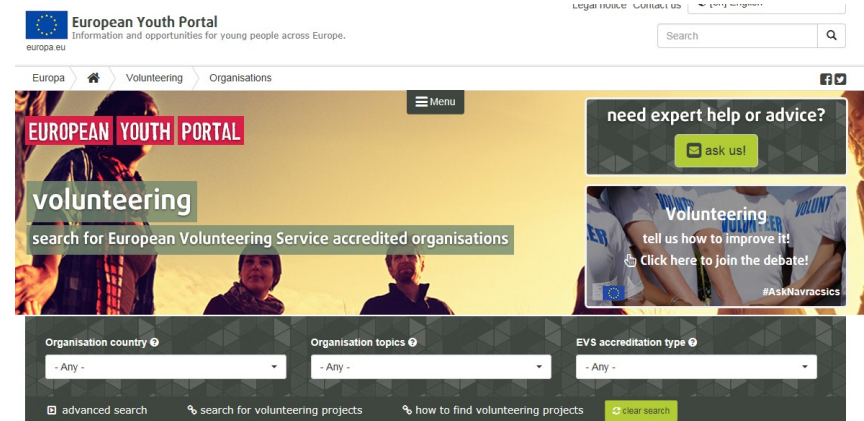 Legal notice Contact us [en] English
European Youth Portal
Information and opportunities for young people across Europe.
europa.eu
Search
Europa Volunteering Organisations
Menu
EUROPEAN YOUTH PORTAL
need expert help or advice?
ask us!
volunteering
search for European Volunteering Service accredited organisations
VOLUNT
Volunteering
tell us how to improve it!
Click here to join the debate!
#AskNavracsics
Organisation country
Organisation topics
EVS accreditation type
- Any -
- Any -
- Any -
advanced search
search for volunteering projects
how to find volunteering projects
clear search